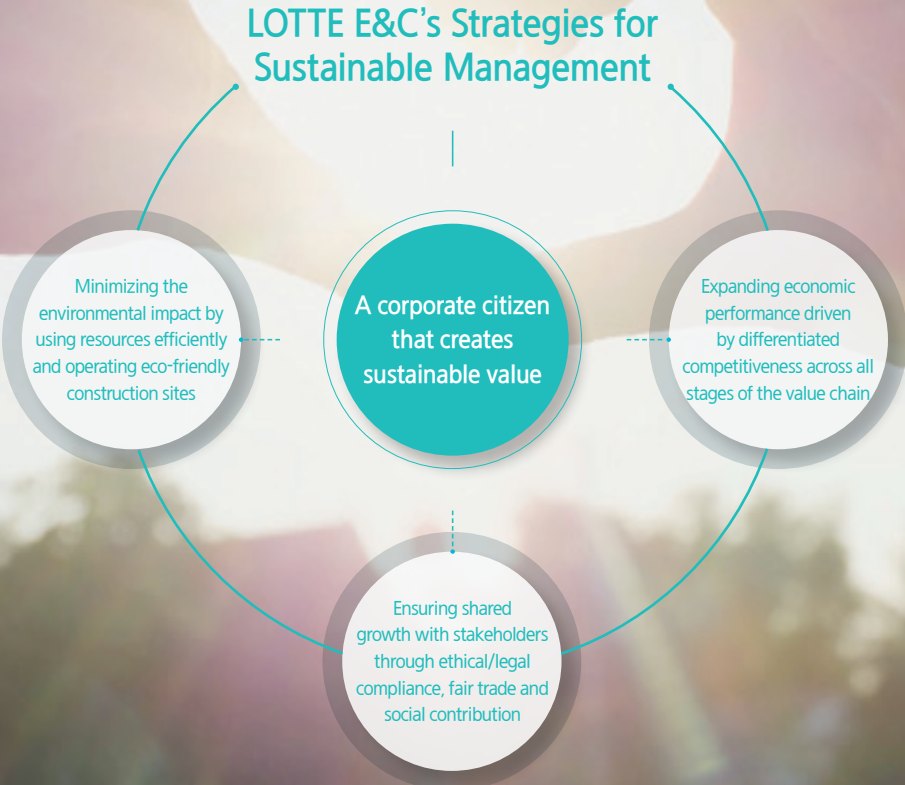 LOTTE E&C's Strategies for
Sustainable Management
Minimizing the
environmental impact by
using resources efficiently
and operating eco-friendly
construction sites
A corporate citizen
that creates
sustainable value
Expanding economic
performance driven
by differentiated
competitiveness across all
stages of the value chain
Ensuring shared
growth with stakeholders
through ethical/legal
compliance, fair trade and
social contribution